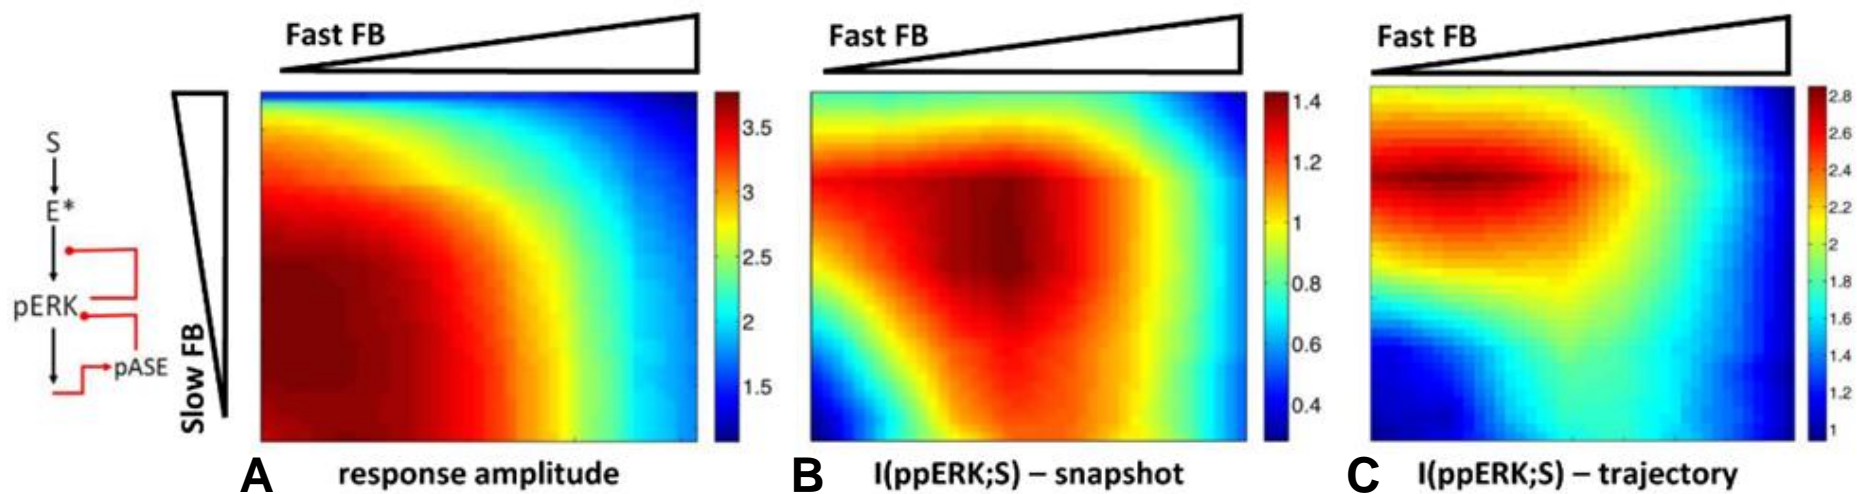 Fast FB
Fast FB
Fast FB
S
E*
pERK
pASE
Slow FB
3.5
3
2.5
2
1.5
1.4
1.2
1
0.8
0.6
0.4
2.8
2.6
2.4
2.2
2
1.8
1.6
1.4
1.2
1
A response amplitude
B I(ppERK;S) – snapshot
C I(ppERK;S) – trajectory